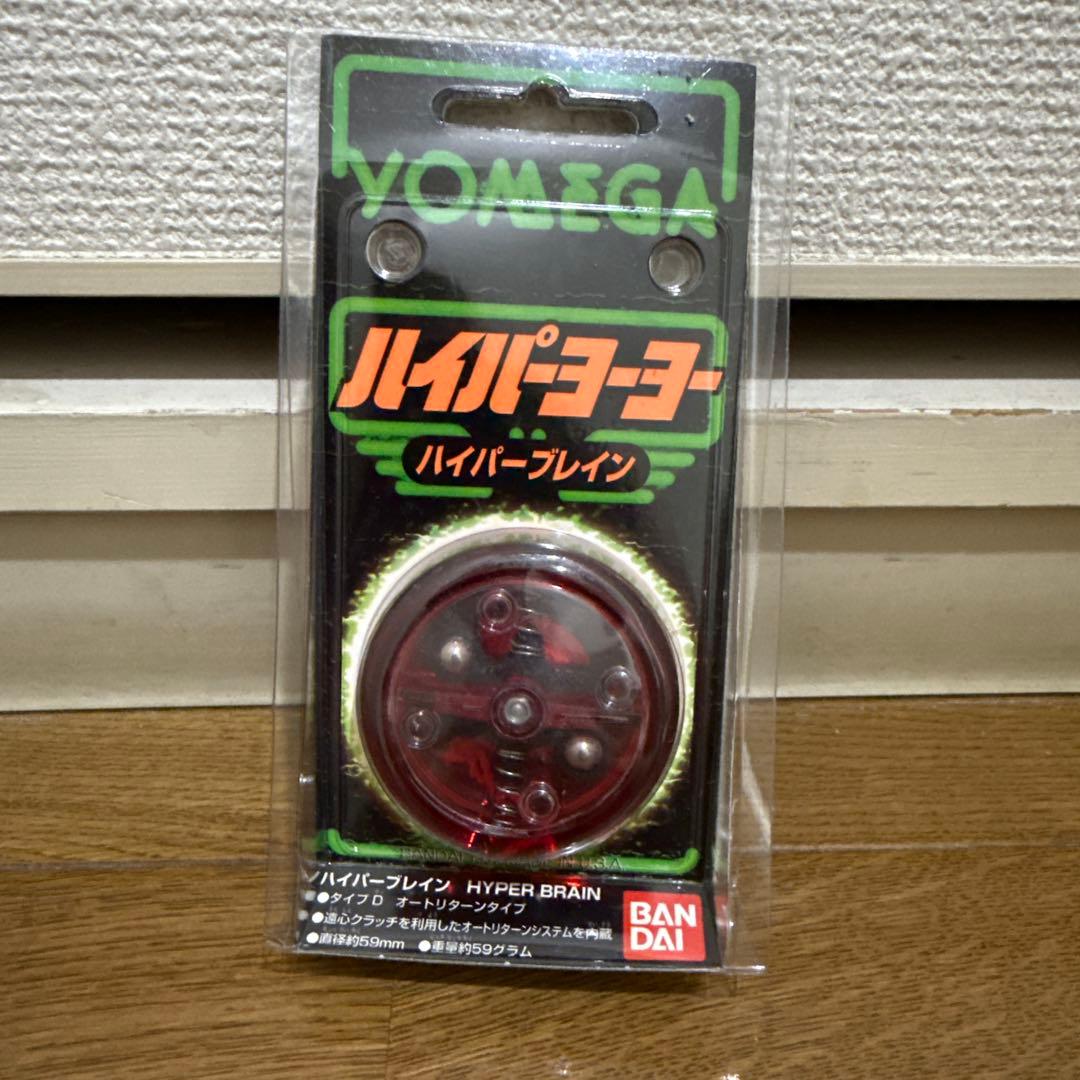 YOMEGA
ハイパーヨーヨー
ハイパーブレイン
BANDAI MADE IN U.S.A
ハイパーブレイン HYPER BRAIN
●タイプD オートリターンタイプ
●遠心クラッチを利用したオートリターンシステムを内蔵
●直径約59mm ●重量約59グラム
BAN
DAI